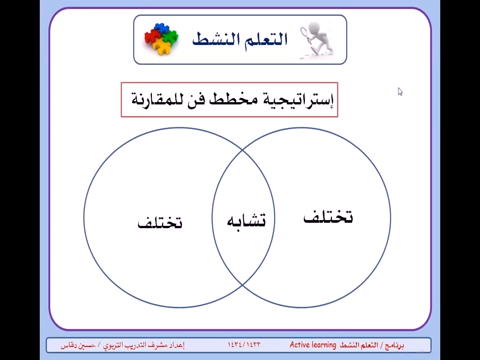 التعلم النشط
إستراتيجية مخطط فن للمقارنة
تختلف
تشابه
تختلف
برنامج / التعلم النشط Active learning
١٤٣٤/١٤٣٣
إعداد مشرف التدريب التربوي / حسين دقاس